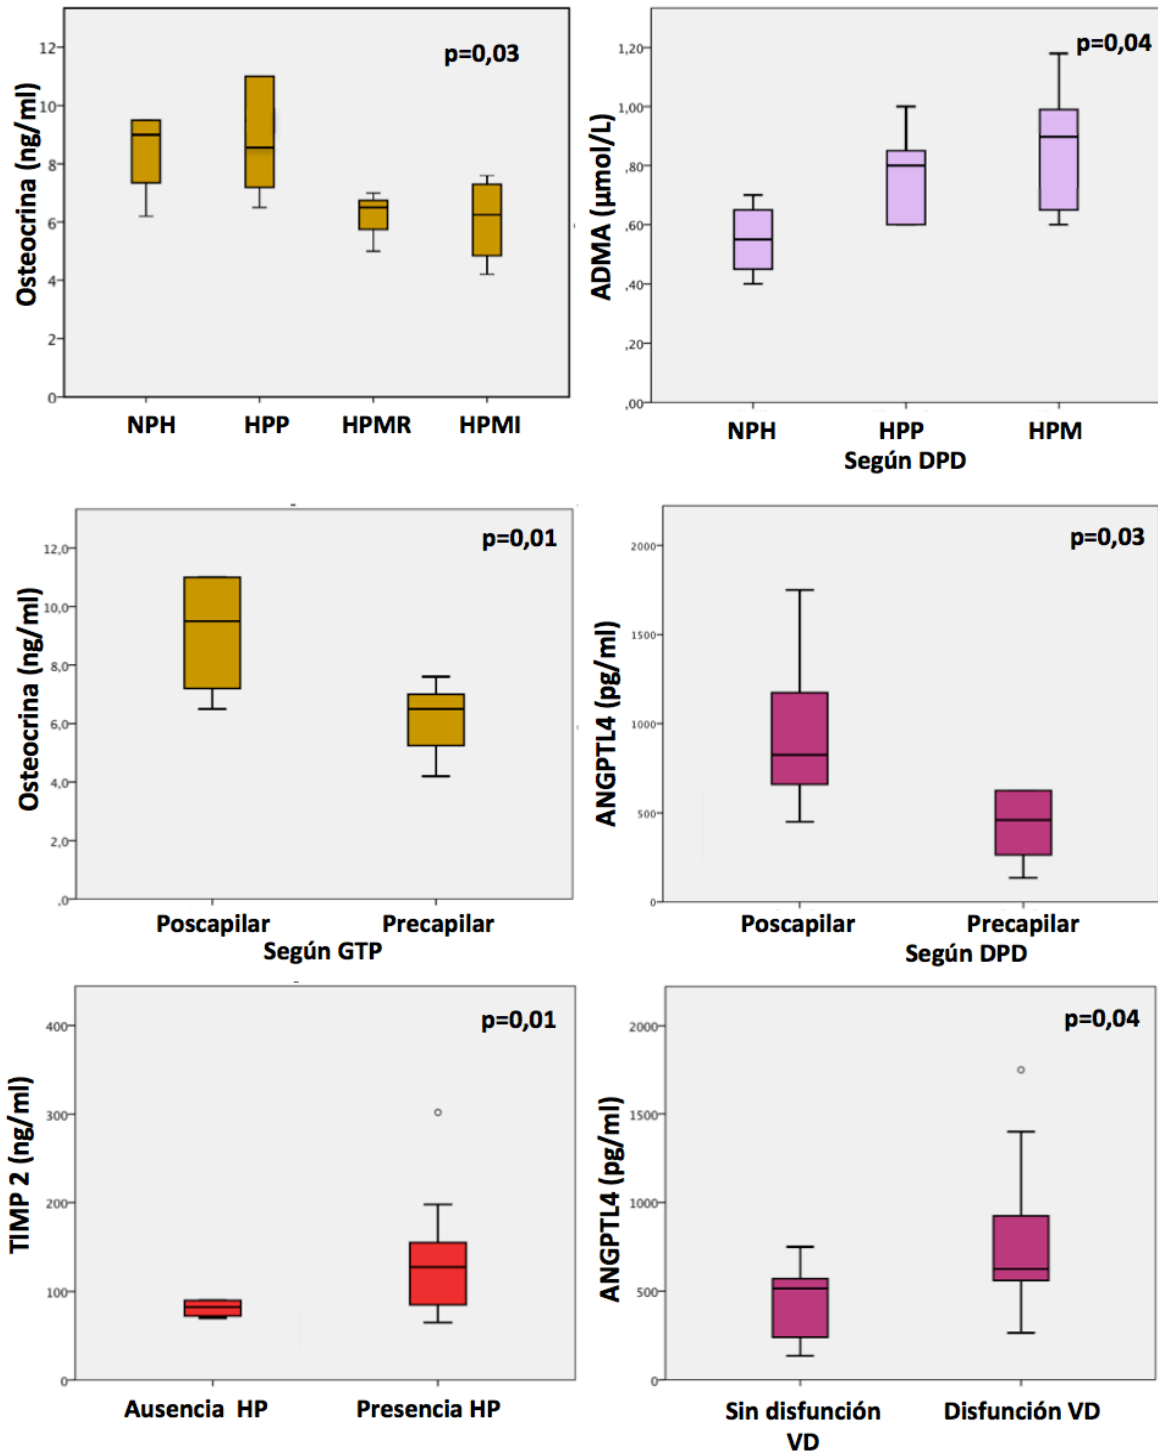 Osteocrina (ng/ml)
12
10
8
6
4
2
0
p=0,03
NPH HPP HPMR HPMI
ADMA (µmol/L)
1,20
1,00
,80
,60
,40
,20
,00
p=0,04
NPH HPP HPM
Según DPD
Osteocrina (ng/ml)
12,0
10,0
8,0
6,0
4,0
2,0
,0
p=0,01
Poscapilar Precapilar
Según GTP
ANGPTL4 (pg/ml)
2000
1500
1000
500
0
p=0,03
Poscapilar Precapilar
Según DPD
TIMP 2 (ng/ml)
400
300
200
100
0
p=0,01
Ausencia HP Presencia HP
ANGPTL4 (pg/ml)
2000
1500
1000
500
0
p=0,04
Sin disfunción Disfunción VD
VD